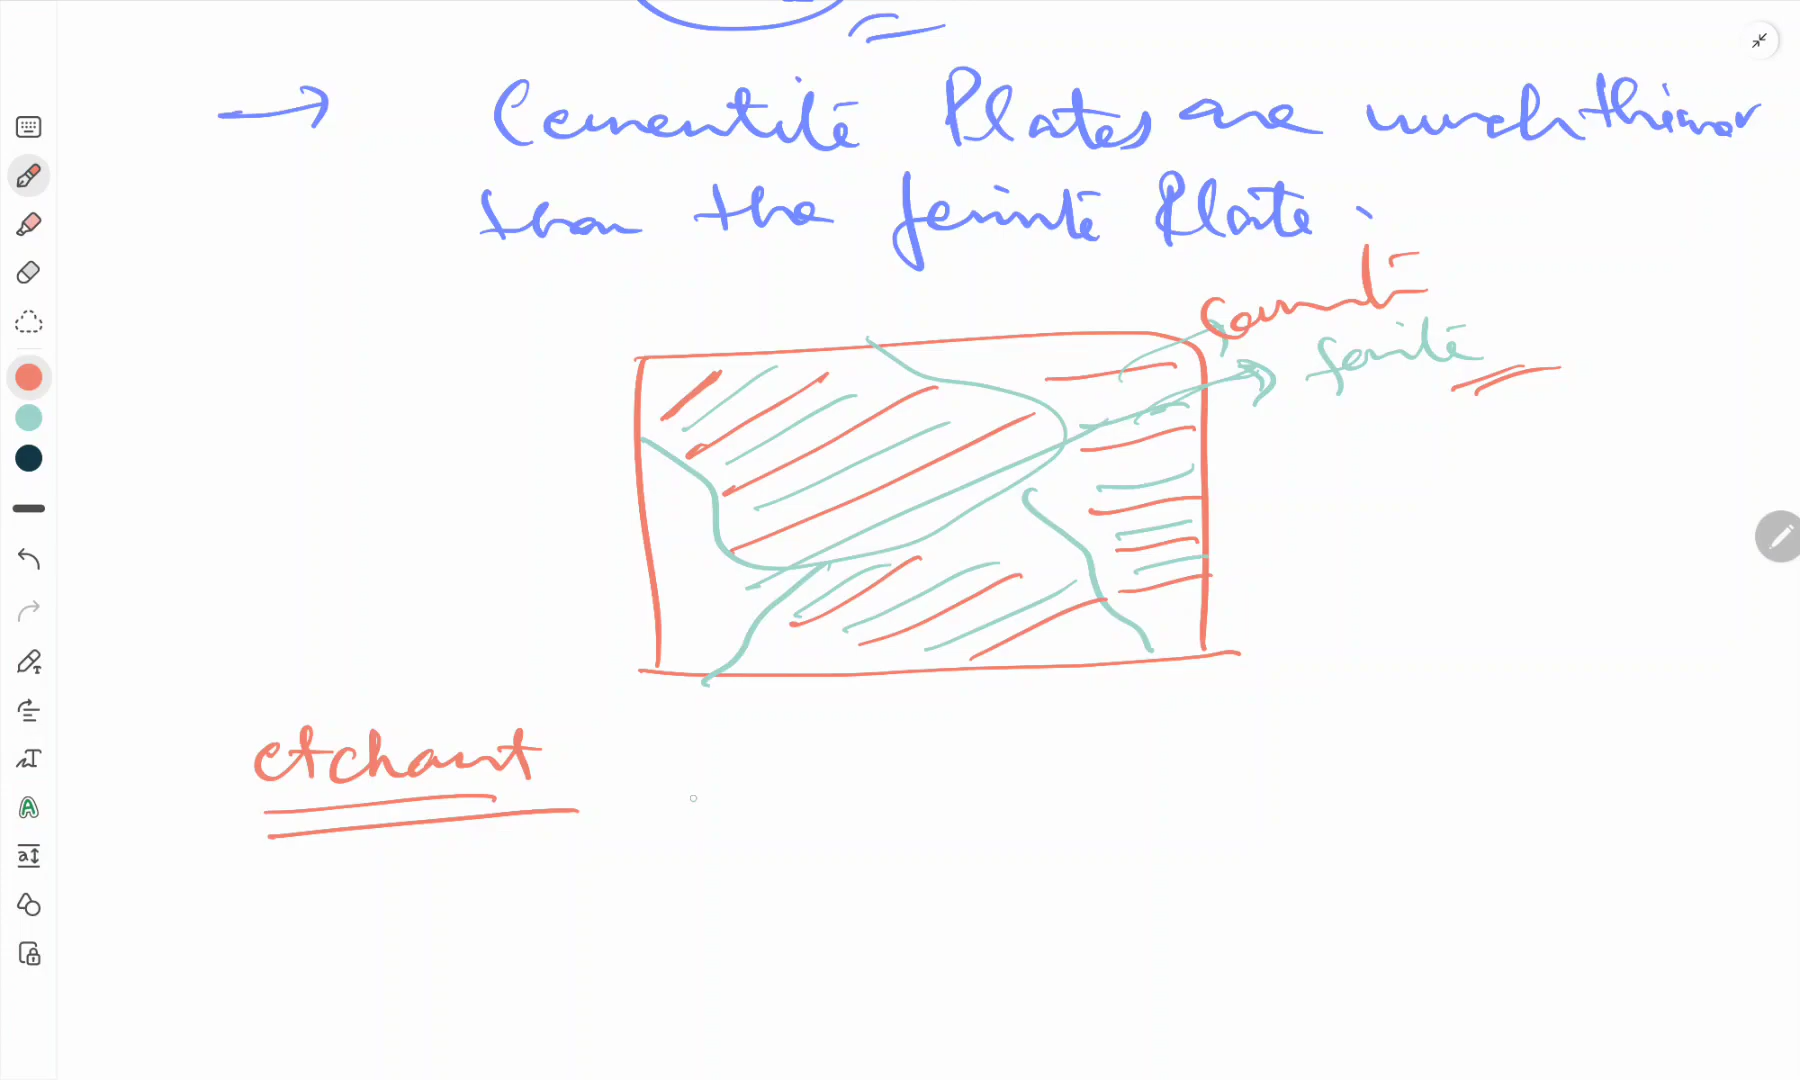 → Cementite Plates are much thinner
than the ferrite Plate.
Cementite
ferrite
etchant